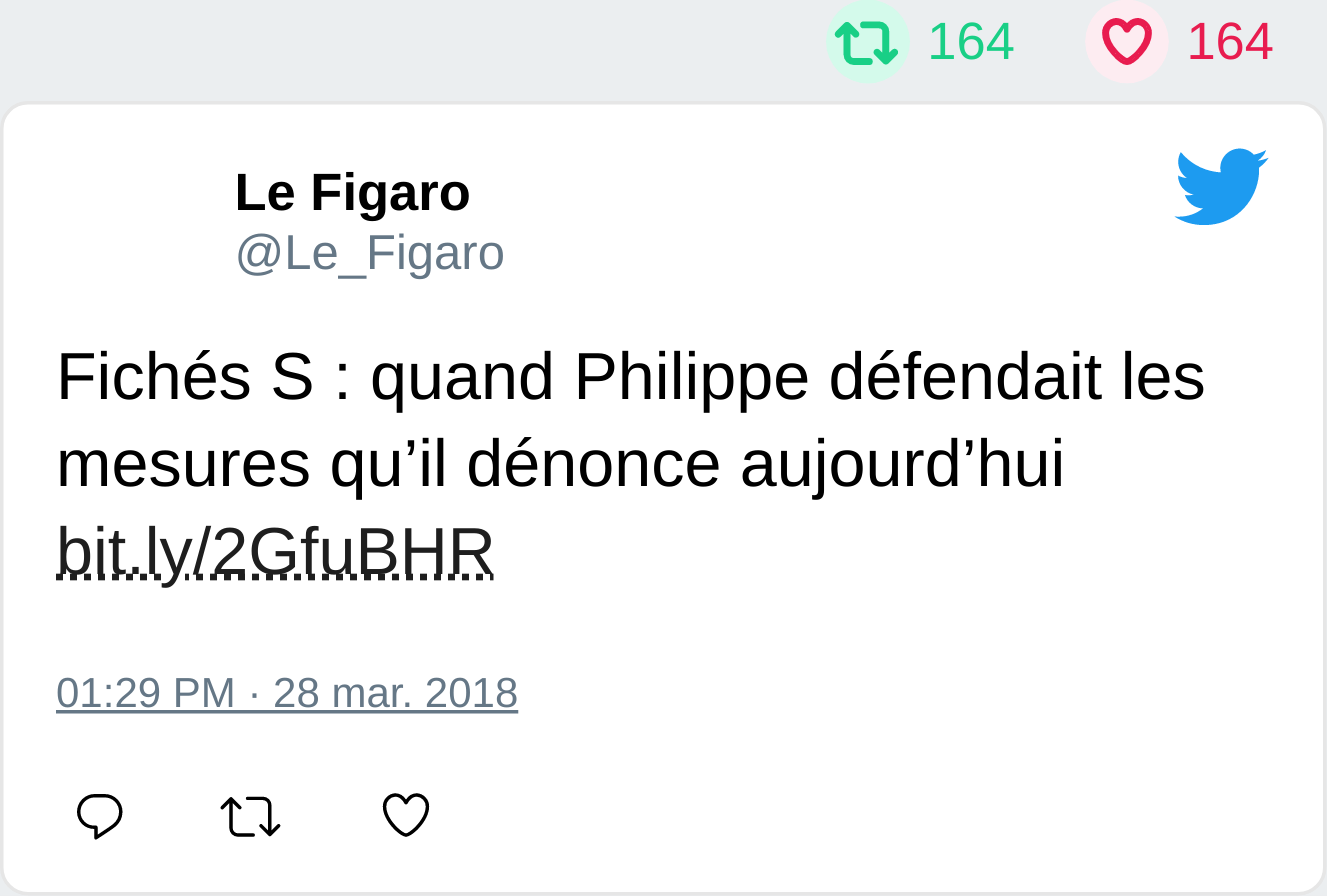 164 164
Le Figaro
@Le_Figaro
Fichés S : quand Philippe défendait les
mesures qu’il dénonce aujourd’hui
bit.ly/2GfuBHR
01:29 PM · 28 mar. 2018